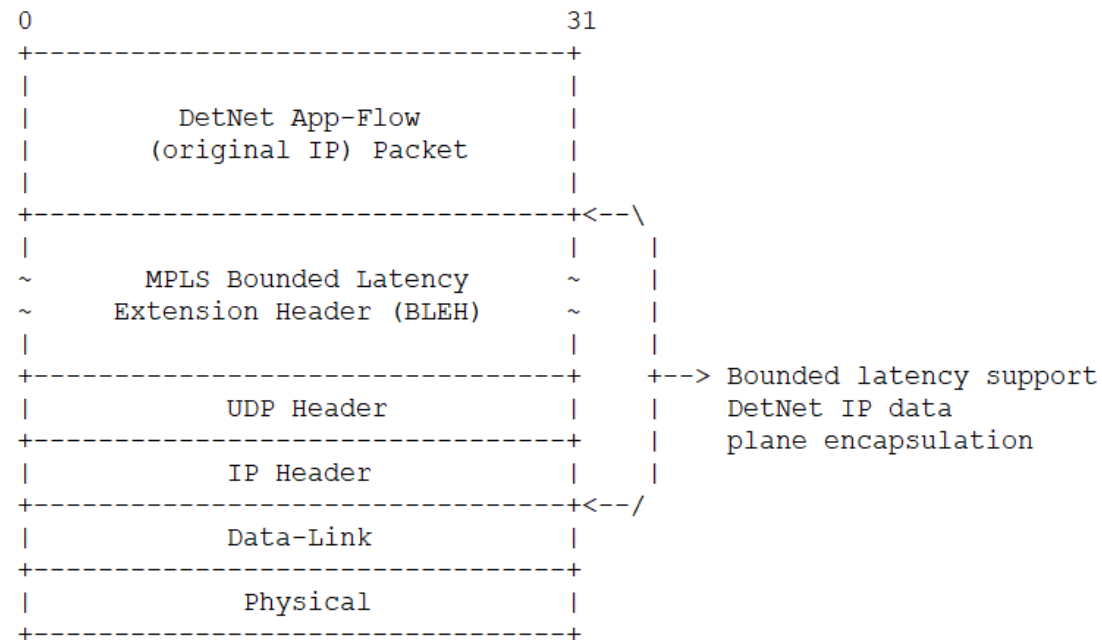 0                                31
+---------------------------------+
|                                 |
|         DetNet App-Flow         |
|       (original IP) Packet      |
|                                 |
+---------------------------------+<--\
|                                 |    |
~       MPLS Bounded Latency      ~    |
~     Extension Header (BLEH)     ~    |
|                                 |    |
+---------------------------------+    +--> Bounded latency support
|            UDP Header           |    |    DetNet IP data
+---------------------------------+    |    plane encapsulation
|            IP Header            |    |
+---------------------------------+<--/
|            Data-Link            |
+---------------------------------+
|             Physical            |
+---------------------------------+